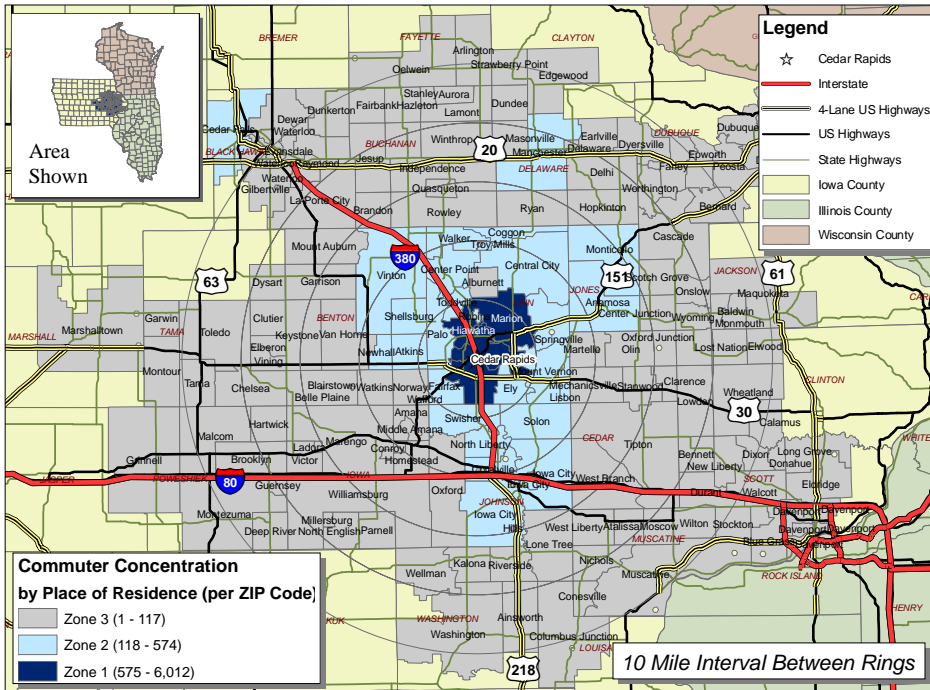 Area
Shown
Legend
Cedar Rapids
Interstate
4-Lane US Highways
US Highways
State Highways
Iowa County
Illinois County
Wisconsin County
BREMER
FAYETTE
CLAYTON
Arlington
Oelwein
Strawberry Point
Edgewood
Stanley Aurora
Fairbank Hazleton
Dunkerton
Lamont
Dundee
Dewar
Waterloo
Cedar Falls
Winthrop
Masonville
Earlville
DUBUQUE
Dubuque
Manchester
Delaware
Dyersville
Epworth
Farley
Peosta
BLACK HAWK
BUCHANAN
Jesup
20
Raymond
Independence
DELAWARE
Delhi
Waterloo
Gilbertville
Quasqueton
Worthington
La Porte City
Brandon
Rowley
Ryan
Hopkinton
Bernard
Coggon
Walker
Troy Mills
Cascade
Mount Auburn
Monticello
380
63
151
61
Vinton
Center Point
Central City
Scotch Grove
JACKSON
Dysart
Garrison
Alburnett
JONES
Onslow
Maquoketa
Toddville
Anamosa
Center Junction
Baldwin
Wyoming
Monmouth
Garwin
Clutier
BENTON
Shellsburg
Marion
MARSHALL
Marshalltown
TAMA
Toledo
Keystone
Van Horne
Palo
Hiawatha
Springville
Oxford Junction
Olin
Lost Nation
Elwood
Elberon
Vining
Newhall
Atkins
Martelle
Montour
Cedar Rapids
Tama
Chelsea
Blairstown
Watkins
Norway
Fairfax
Ely
Mount Vernon
Mechanicsville
Lisbon
Stanwood
Clarence
Wheatland
CLINTON
Belle Plaine
Walford
Lowden
30
Calamus
Amana
Hartwick
Swisher
Solon
Middle Amana
Malcom
Marengo
Ladora
North Liberty
CEDAR
Tipton
Dixon
Long Grove
Grinnell
Brooklyn
Victor
Conroy
Homestead
Bennett
New Liberty
Donahue
JASPER
POWESHIEK
80
IOWA
Iowa City
West Branch
SCOTT
Eldridge
Guernsey
Williamsburg
Oxford
Iowa City
Durant
Walcott
JOHNSON
Montezuma
Iowa City
Davenport
Davenport
Millersburg
Deep River
North English
Parnell
Hills
West Liberty
Atalissa
Moscow
Wilton
Stockton
Davenport
Davenport
Lone Tree
MUSCATINE
Blue Grass
Davenport
Kalona
Riverside
Nichols
Wellman
Muscatine
ROCK ISLAND
Conesville
HENRY
WASHINGTON
Ainsworth
Washington
Columbus Junction
218
Commuter Concentration
by Place of Residence (per ZIP Code)
Zone 3 (1 - 117)
Zone 2 (118 - 574)
Zone 1 (575 - 6,012)
10 Mile Interval Between Rings